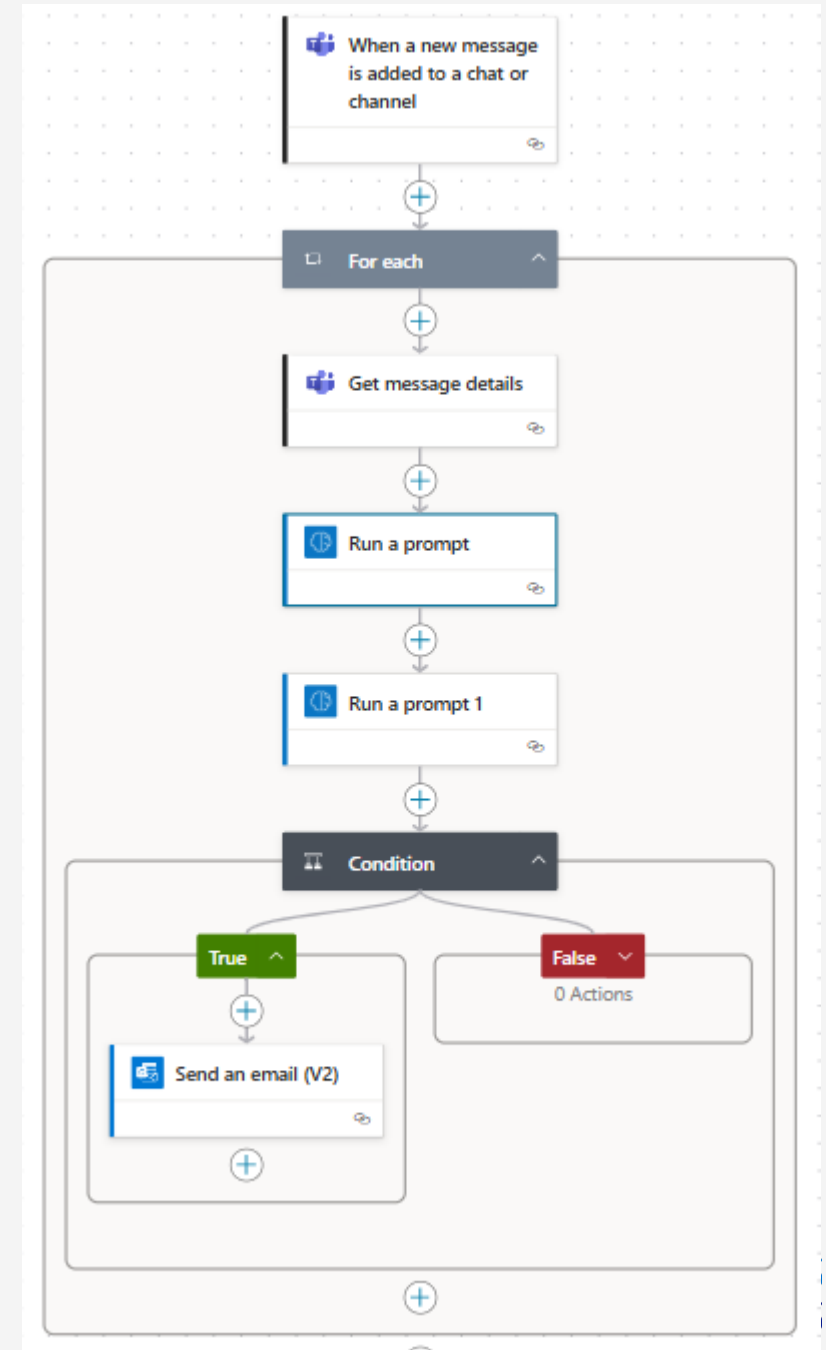 When a new message
is added to a chat or
channel
For each
Get message details
Run a prompt
Run a prompt 1
Condition
True
False
0 Actions
Send an email (V2)